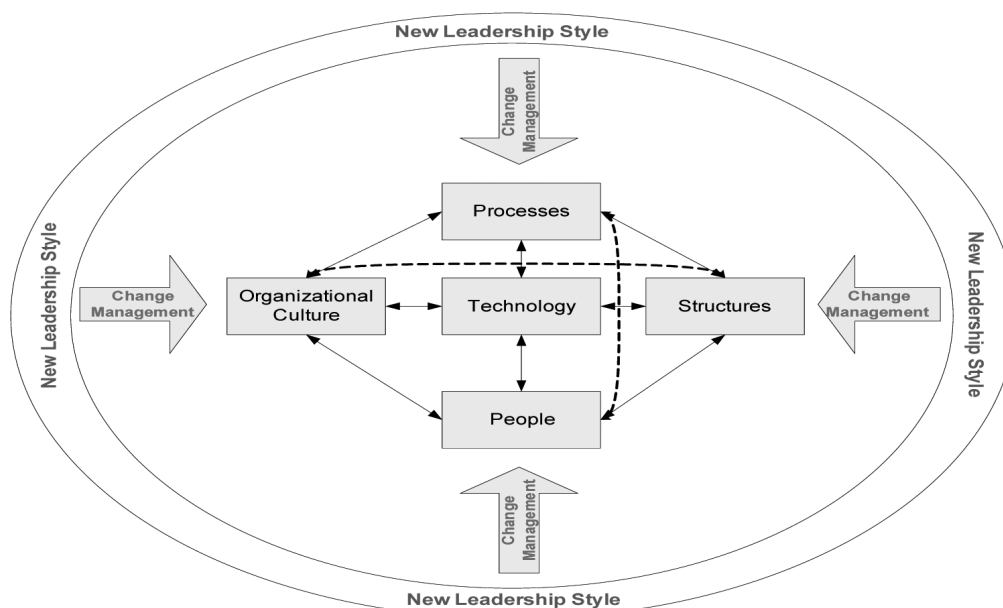 New Leadership Style
Change
Management
Processes
New Leadership Style
Change
Management
Organizational
Culture
Technology
Structures
Change
Management
New Leadership Style
People
Change
Management
New Leadership Style